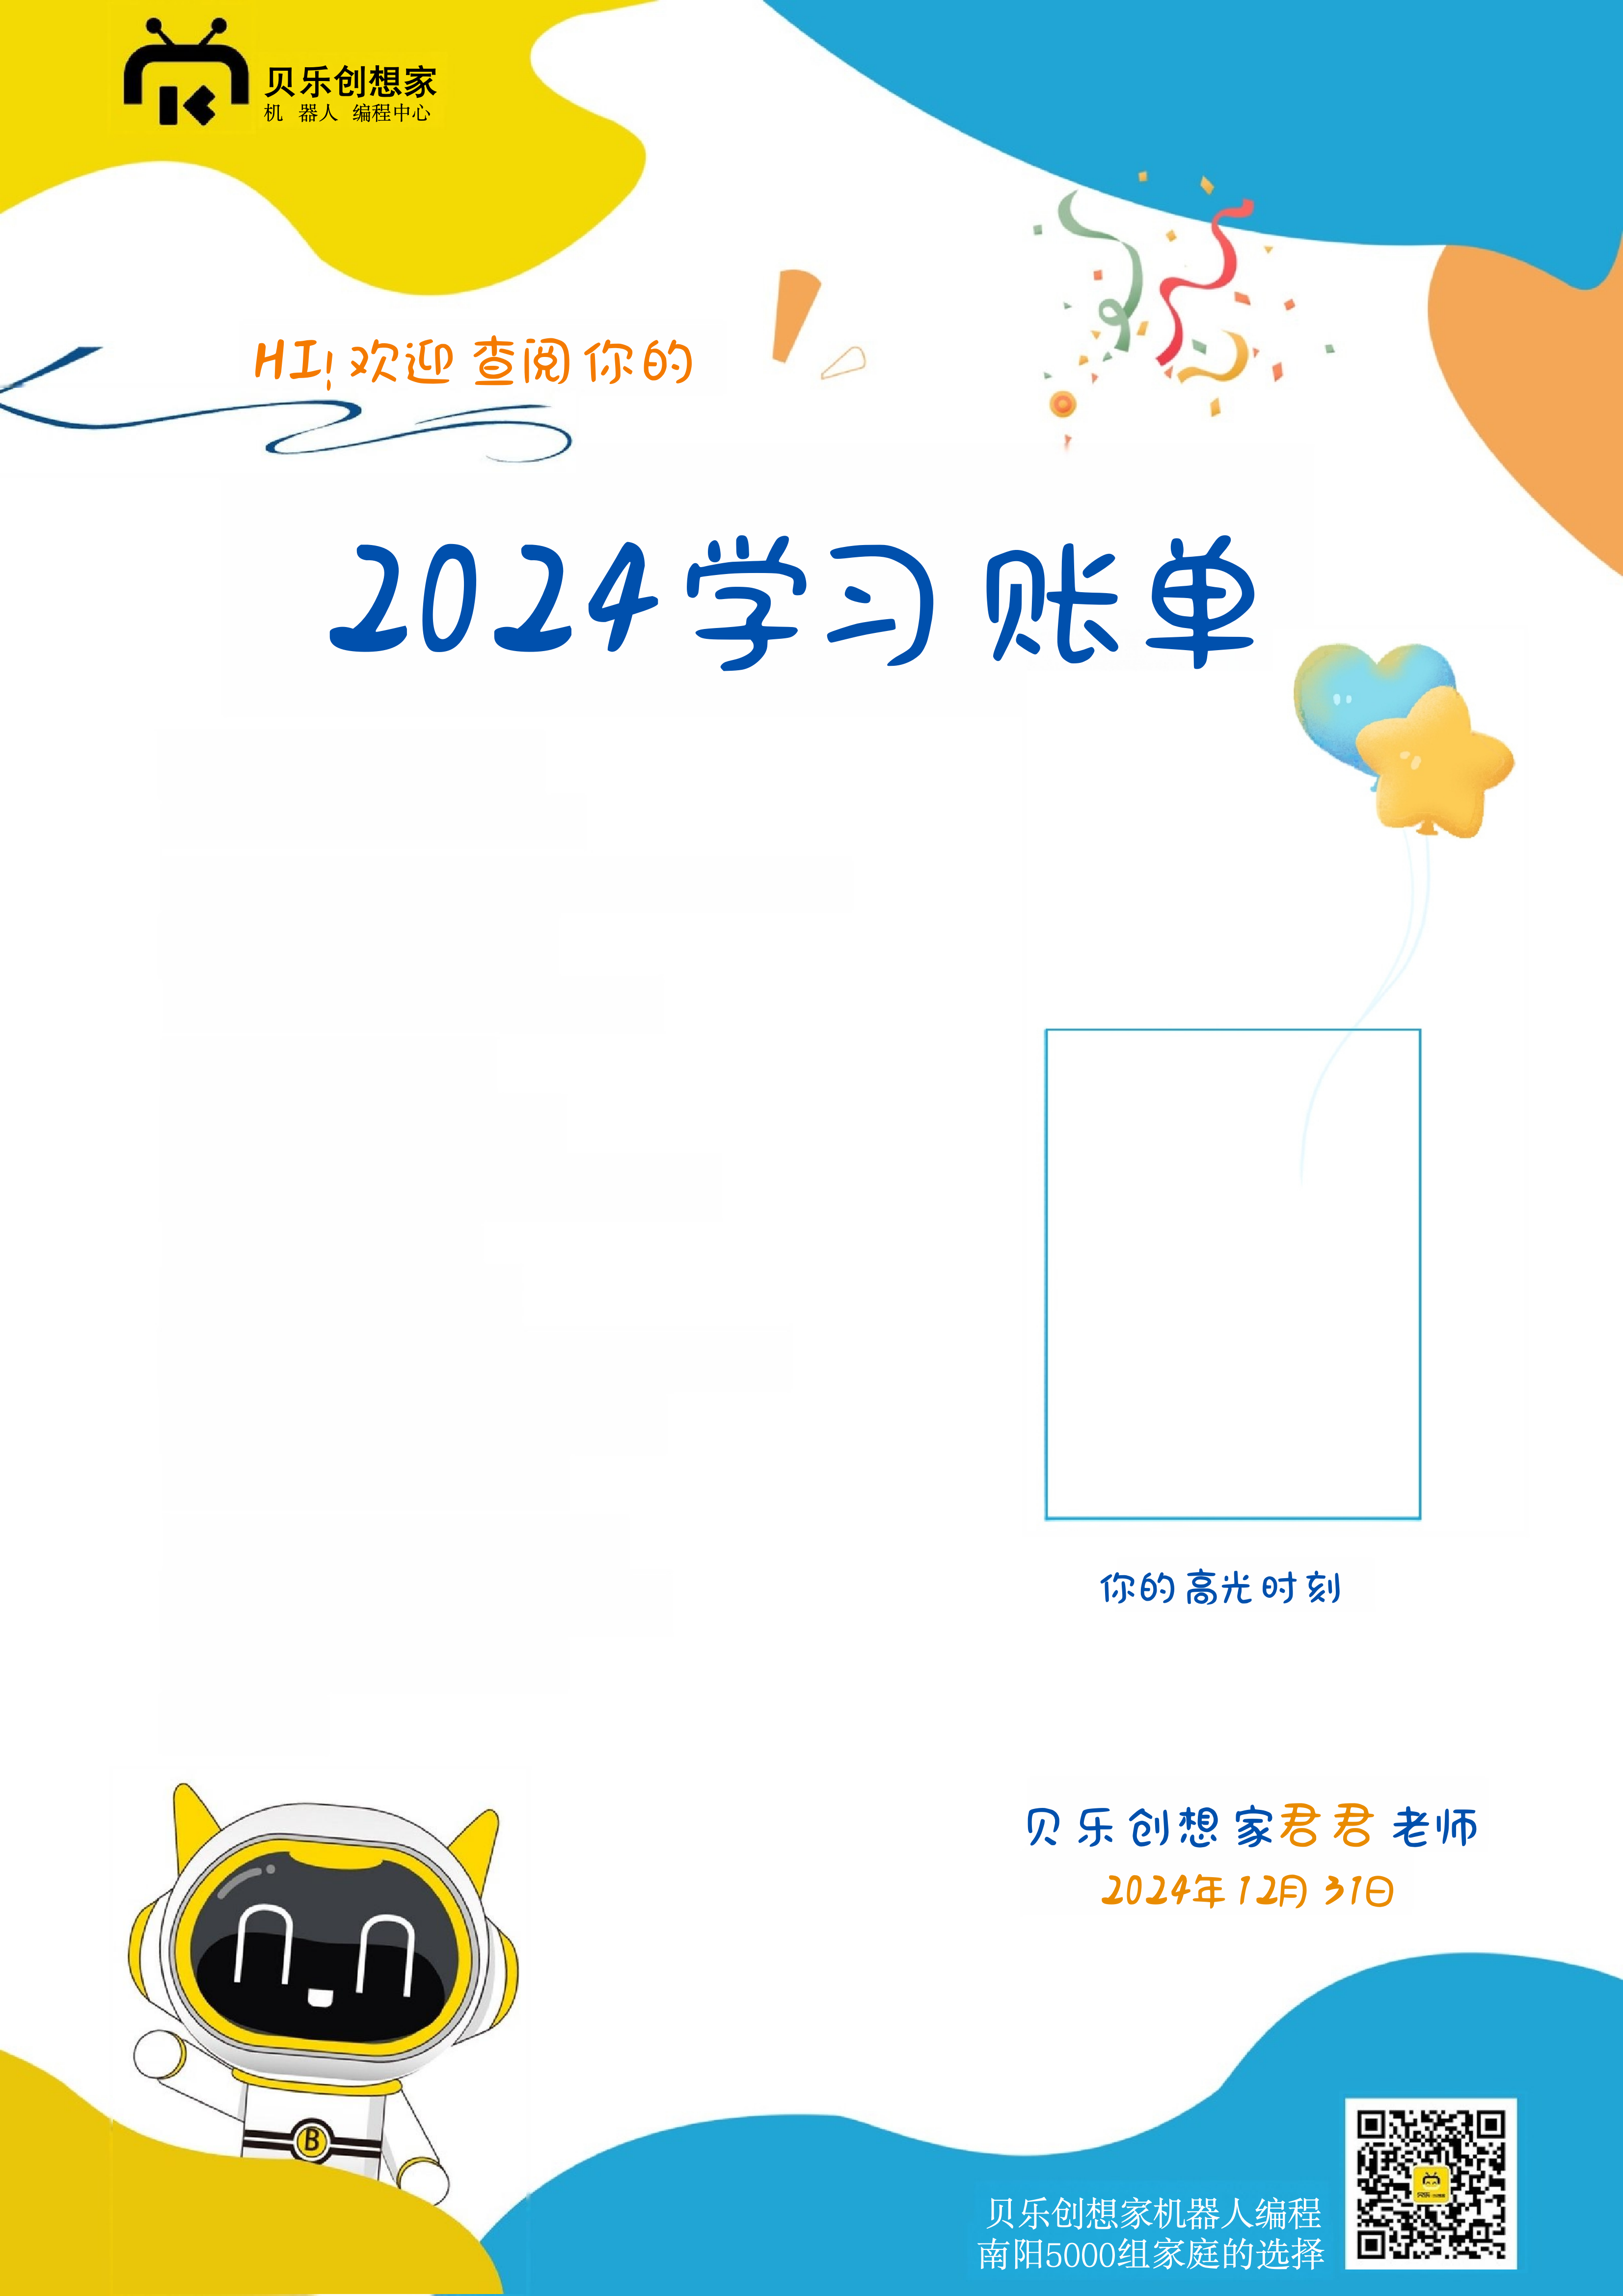 贝乐创想家
机 器人 编程中心
HI! 欢迎查阅你的
2024学习账单
你的高光时刻
贝乐创想家君君老师
2024年12月31日
B
贝乐创想家机器人编程
南阳5000组家庭的选择